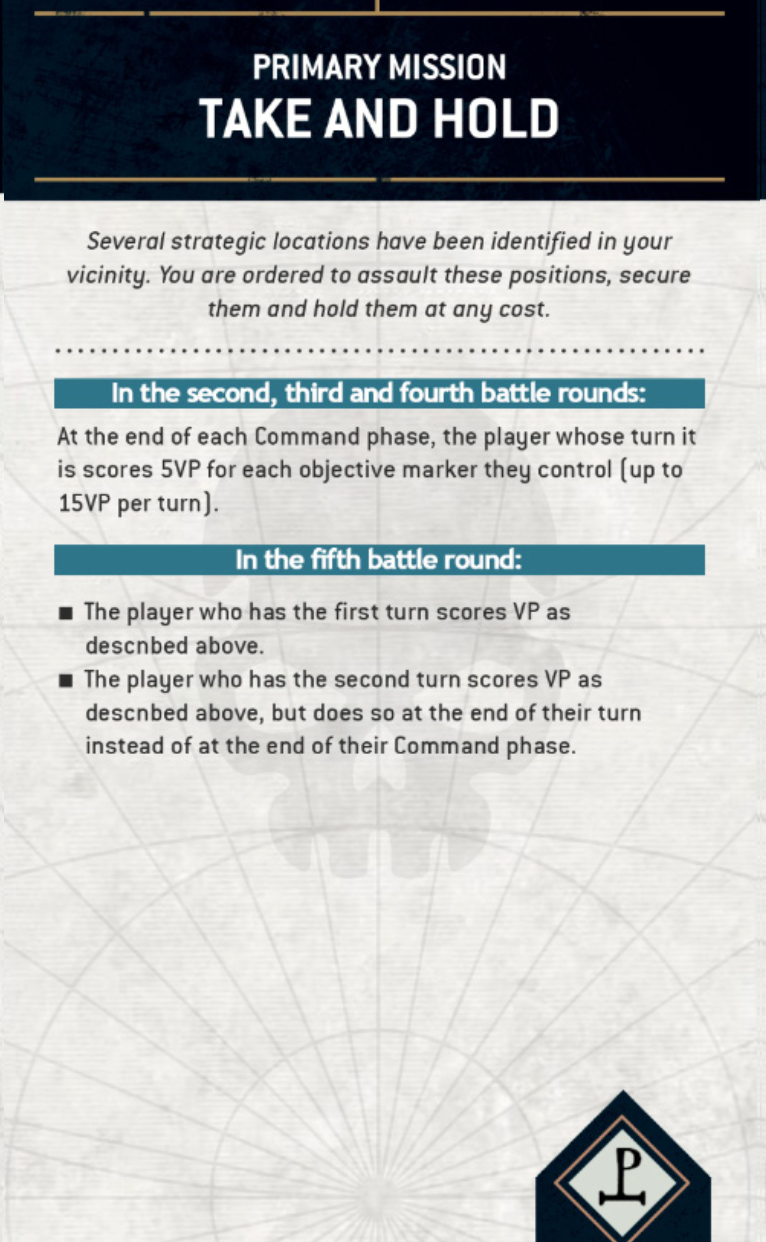 PRIMARY MISSION
TAKE AND HOLD
Several strategic locations have been identified in your
vicinity. You are ordered to assault these positions, secure
them and hold them at any cost.
In the second, third and fourth battle rounds:
At the end of each Command phase, the player whose turn it
is scores 5VP for each objective marker they control (up to
15VP per turn).
In the fifth battle round:
■ The player who has the first turn scores VP as
descnbed above.
■ The player who has the second turn scores VP as
descnbed above, but does so at the end of their turn
instead of at the end of their Command phase.
P